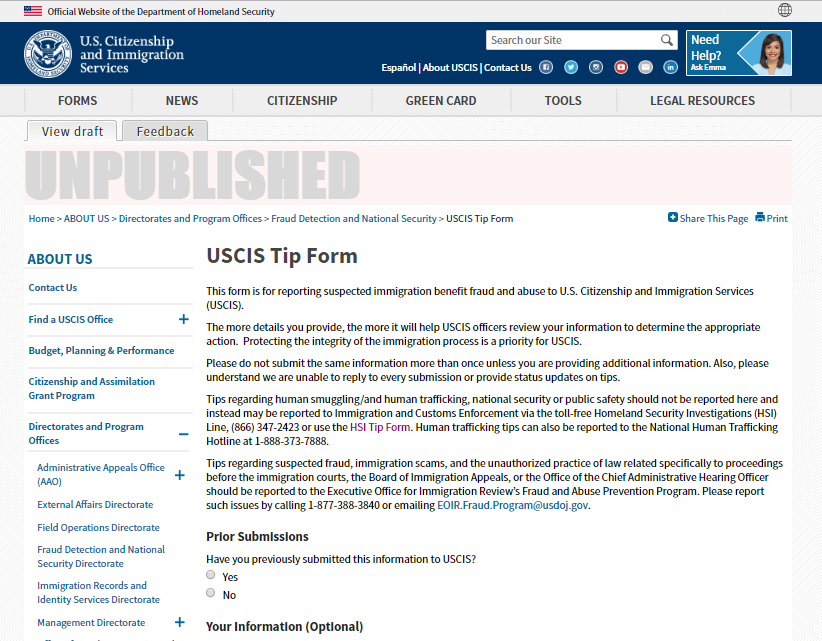 Official Website of the Department of Homeland Security
U.S. Citizenship
and Immigration
Services
Search our Site
Need
Help?
Ask Emma
Español | About USCIS | Contact Us
FORMS
NEWS
CITIZENSHIP
GREEN CARD
TOOLS
LEGAL RESOURCES
View draft
Feedback
UNPUBLISHED
Home > ABOUT US > Directorates and Program Offices > Fraud Detection and National Security > USCIS Tip Form
Share This Page
Print
ABOUT US
Contact Us
Find a USCIS Office
Budget, Planning & Performance
Citizenship and Assimilation
Grant Program
Directorates and Program
Offices
Administrative Appeals Office
(AAO)
External Affairs Directorate
Field Operations Directorate
Fraud Detection and National
Security Directorate
Immigration Records and
Identity Services Directorate
Management Directorate
USCIS Tip Form
This form is for reporting suspected immigration benefit fraud and abuse to U.S. Citizenship and Immigration Services
(USCIS).
The more details you provide, the more it will help USCIS officers review your information to determine the appropriate
action.  Protecting the integrity of the immigration process is a priority for USCIS.
Please do not submit the same information more than once unless you are providing additional information. Also, please
understand we are unable to reply to every submission or provide status updates on tips.
Tips regarding human smuggling/and human trafficking, national security or public safety should not be reported here and
instead may be reported to Immigration and Customs Enforcement via the toll-free Homeland Security Investigations (HSI)
Line, (866) 347-2423 or use the HSI Tip Form. Human trafficking tips can also be reported to the National Human Trafficking
Hotline at 1-888-373-7888.
Tips regarding suspected fraud, immigration scams, and the unauthorized practice of law related specifically to proceedings
before the immigration courts, the Board of Immigration Appeals, or the Office of the Chief Administrative Hearing Officer
should be reported to the Executive Office for Immigration Review's Fraud and Abuse Prevention Program. Please report
such issues by calling 1-877-388-3840 or emailing EOIR.Fraud.Program@usdoj.gov.
Prior Submissions
Have you previously submitted this information to USCIS?
Yes
No
Your Information (Optional)